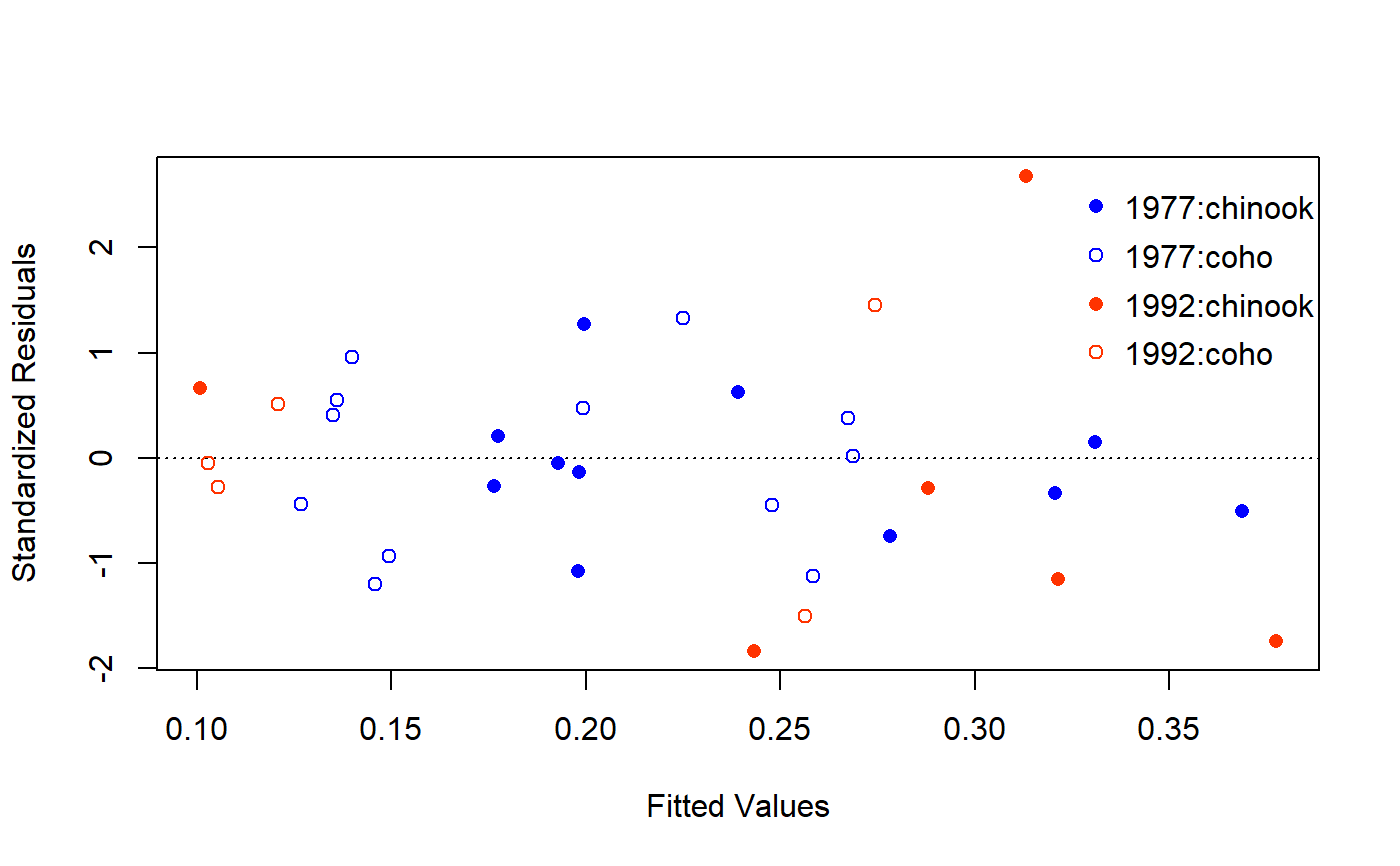 Standardized Residuals
2
1
0
-1
-2
1977:chinook
1977:coho
1992:chinook
1992:coho
0.10 0.15 0.20 0.25 0.30 0.35
Fitted Values